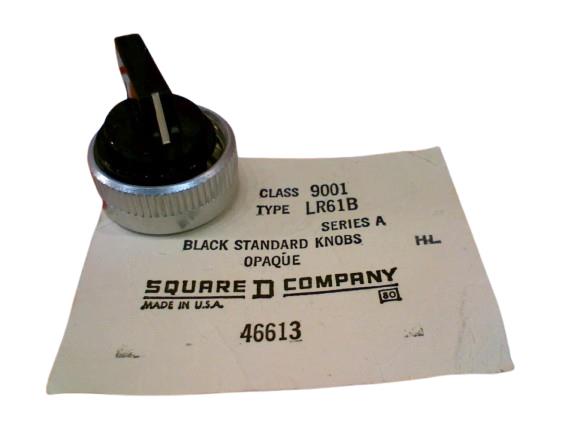 CLASS 9001
TYPE LR61B
SERIES A
BLACK STANDARD KNOBS HL
OPAQUE
SQUARE D COMPANY
MADE IN U.S.A. 80
46613